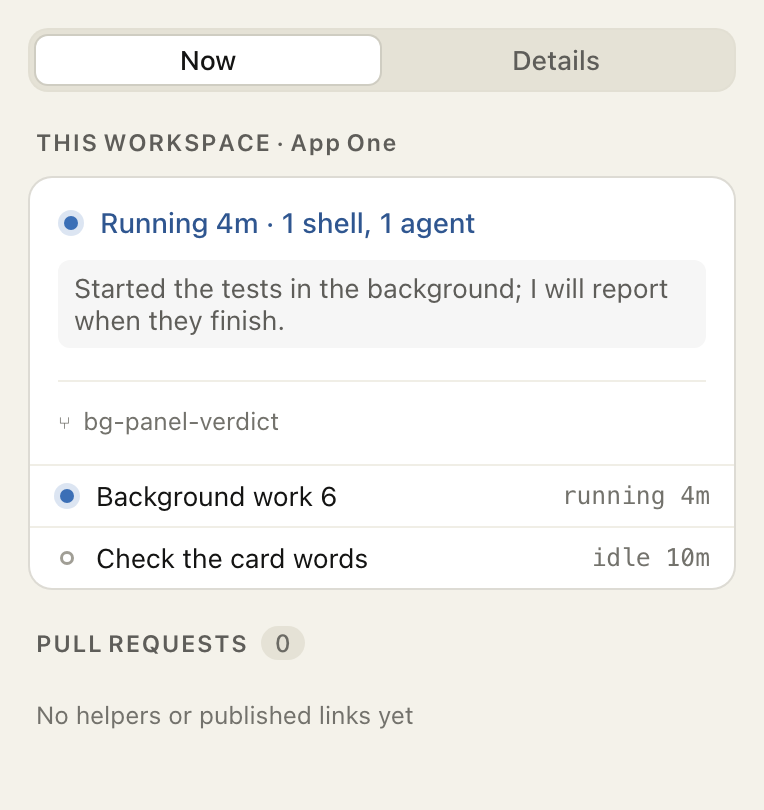 Now
Details
THIS WORKSPACE · App One
Running 4m · 1 shell, 1 agent
Started the tests in the background; I will report
when they finish.
bg-panel-verdict
Background work 6
running 4m
Check the card words
idle 10m
PULL REQUESTS 0
No helpers or published links yet